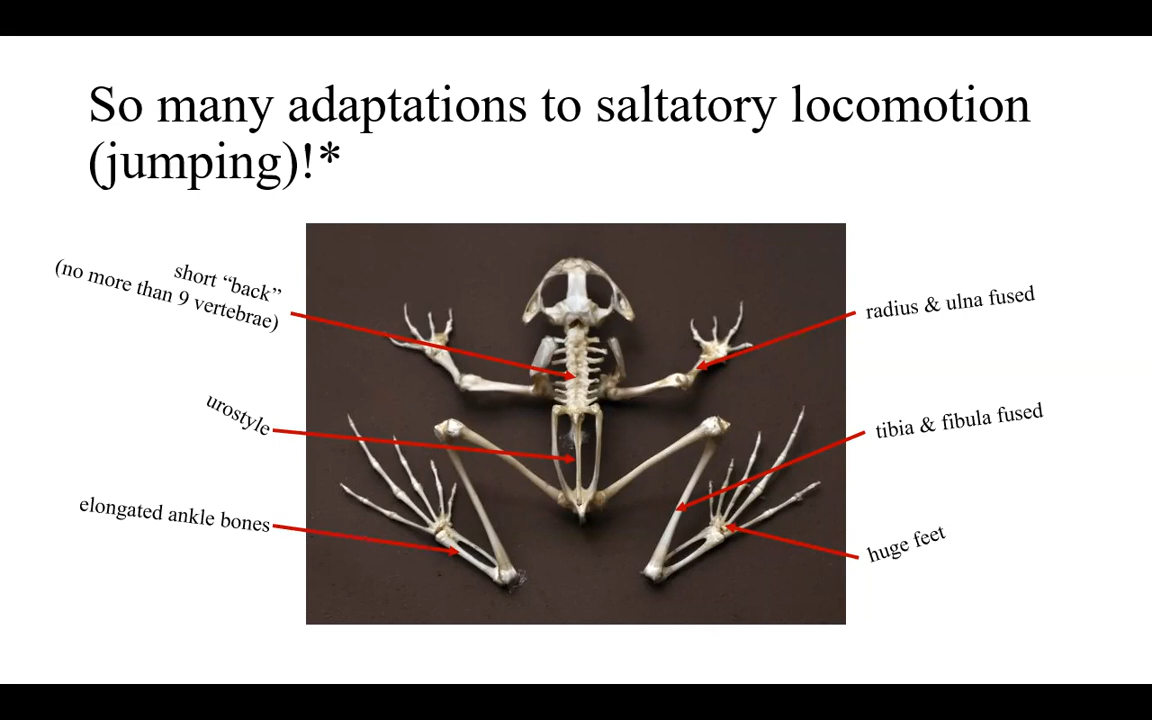 So many adaptations to saltatory locomotion
(jumping)!*
short “back”
(no more than 9 vertebrae)
urostyle
elongated ankle bones
radius & ulna fused
tibia & fibula fused
huge feet